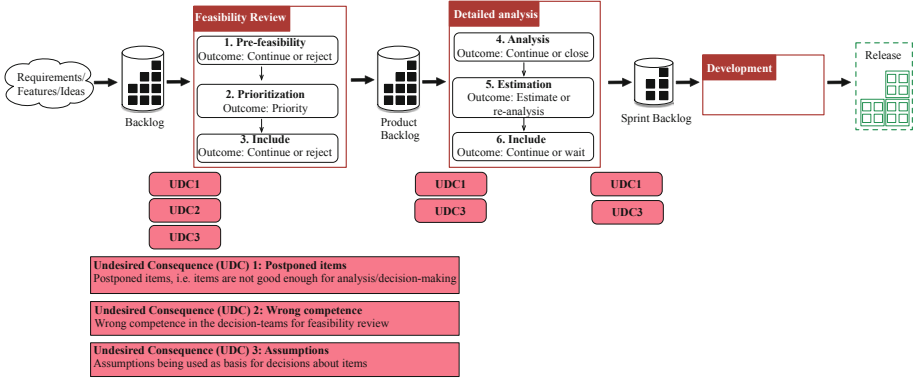 Requirements/
Features/Ideas
Backlog
Feasibility Review
1. Pre-feasibility
Outcome: Continue or reject
2. Prioritization
Outcome: Priority
3. Include
Outcome: Continue or reject
Product
Backlog
Detailed analysis
4. Analysis
Outcome: Continue or close
5. Estimation
Outcome: Estimate or
re-analysis
6. Include
Outcome: Continue or wait
Sprint Backlog
Development
Release
UDC1
UDC2
UDC3
UDC1
UDC3
UDC1
UDC3
Undesired Consequence (UDC) 1: Postponed items
Postponed items, i.e. items are not good enough for analysis/decision-making
Undesired Consequence (UDC) 2: Wrong competence
Wrong competence in the decision-teams for feasibility review
Undesired Consequence (UDC) 3: Assumptions
Assumptions being used as basis for decisions about items